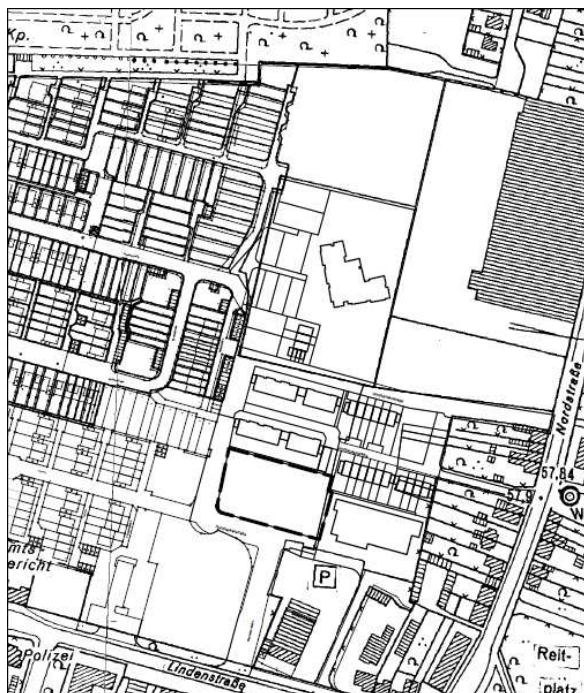 Kp.
Nordstraße
57,84
57,9
W
P
mts-
ericht
Polizei
Lindenstraße
Reit-
platz